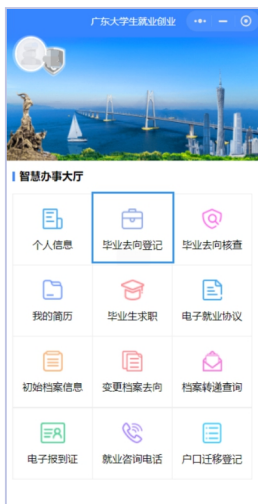 广东大学生就业创业
智慧办事大厅
个人信息
毕业去向登记
毕业去向核查
我的简历
毕业生求职
电子就业协议
初始档案信息
变更档案去向
档案转递查询
电子报到证
就业咨询电话
户口迁移登记